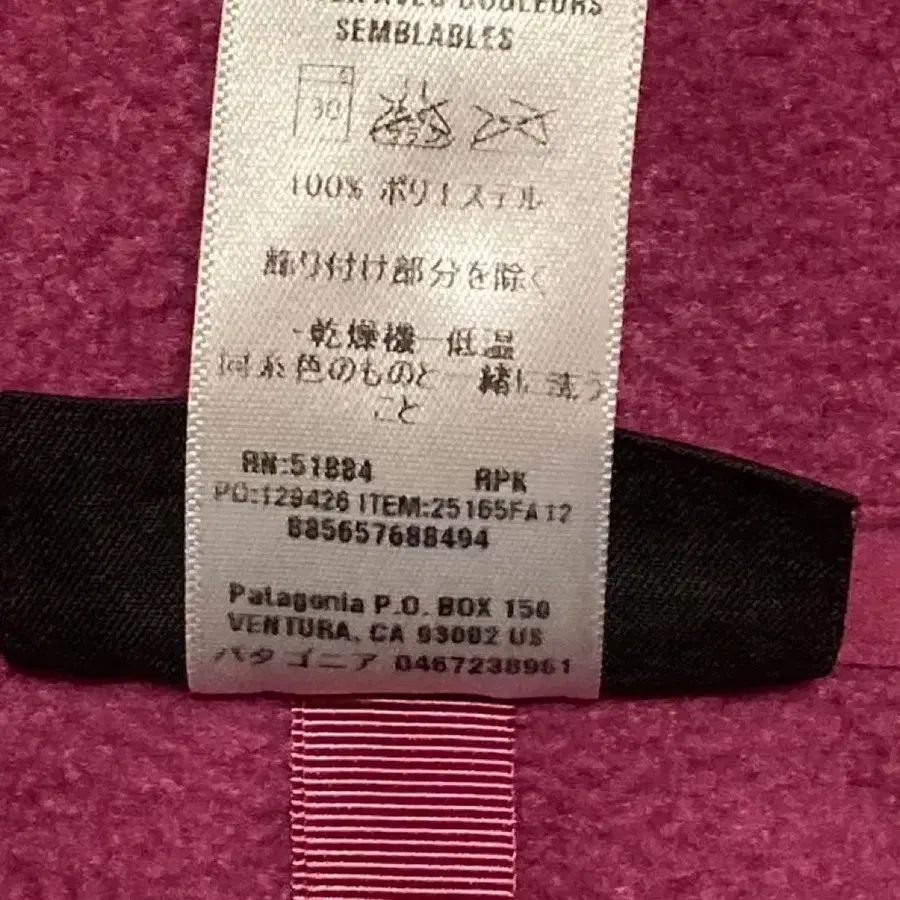 AVEC COULEURS
SEMBLABLES
30
100% ポリエステル
飾り付け部分を除く
-乾燥機-低温
同系色のものと一緒に洗う
こと
RN:51884 RPK
PO:129426 ITEM:25165FA12
885657688494
Patagonia P.O. BOX 150
VENTURA, CA 93002 US
パタゴニア 0467238961